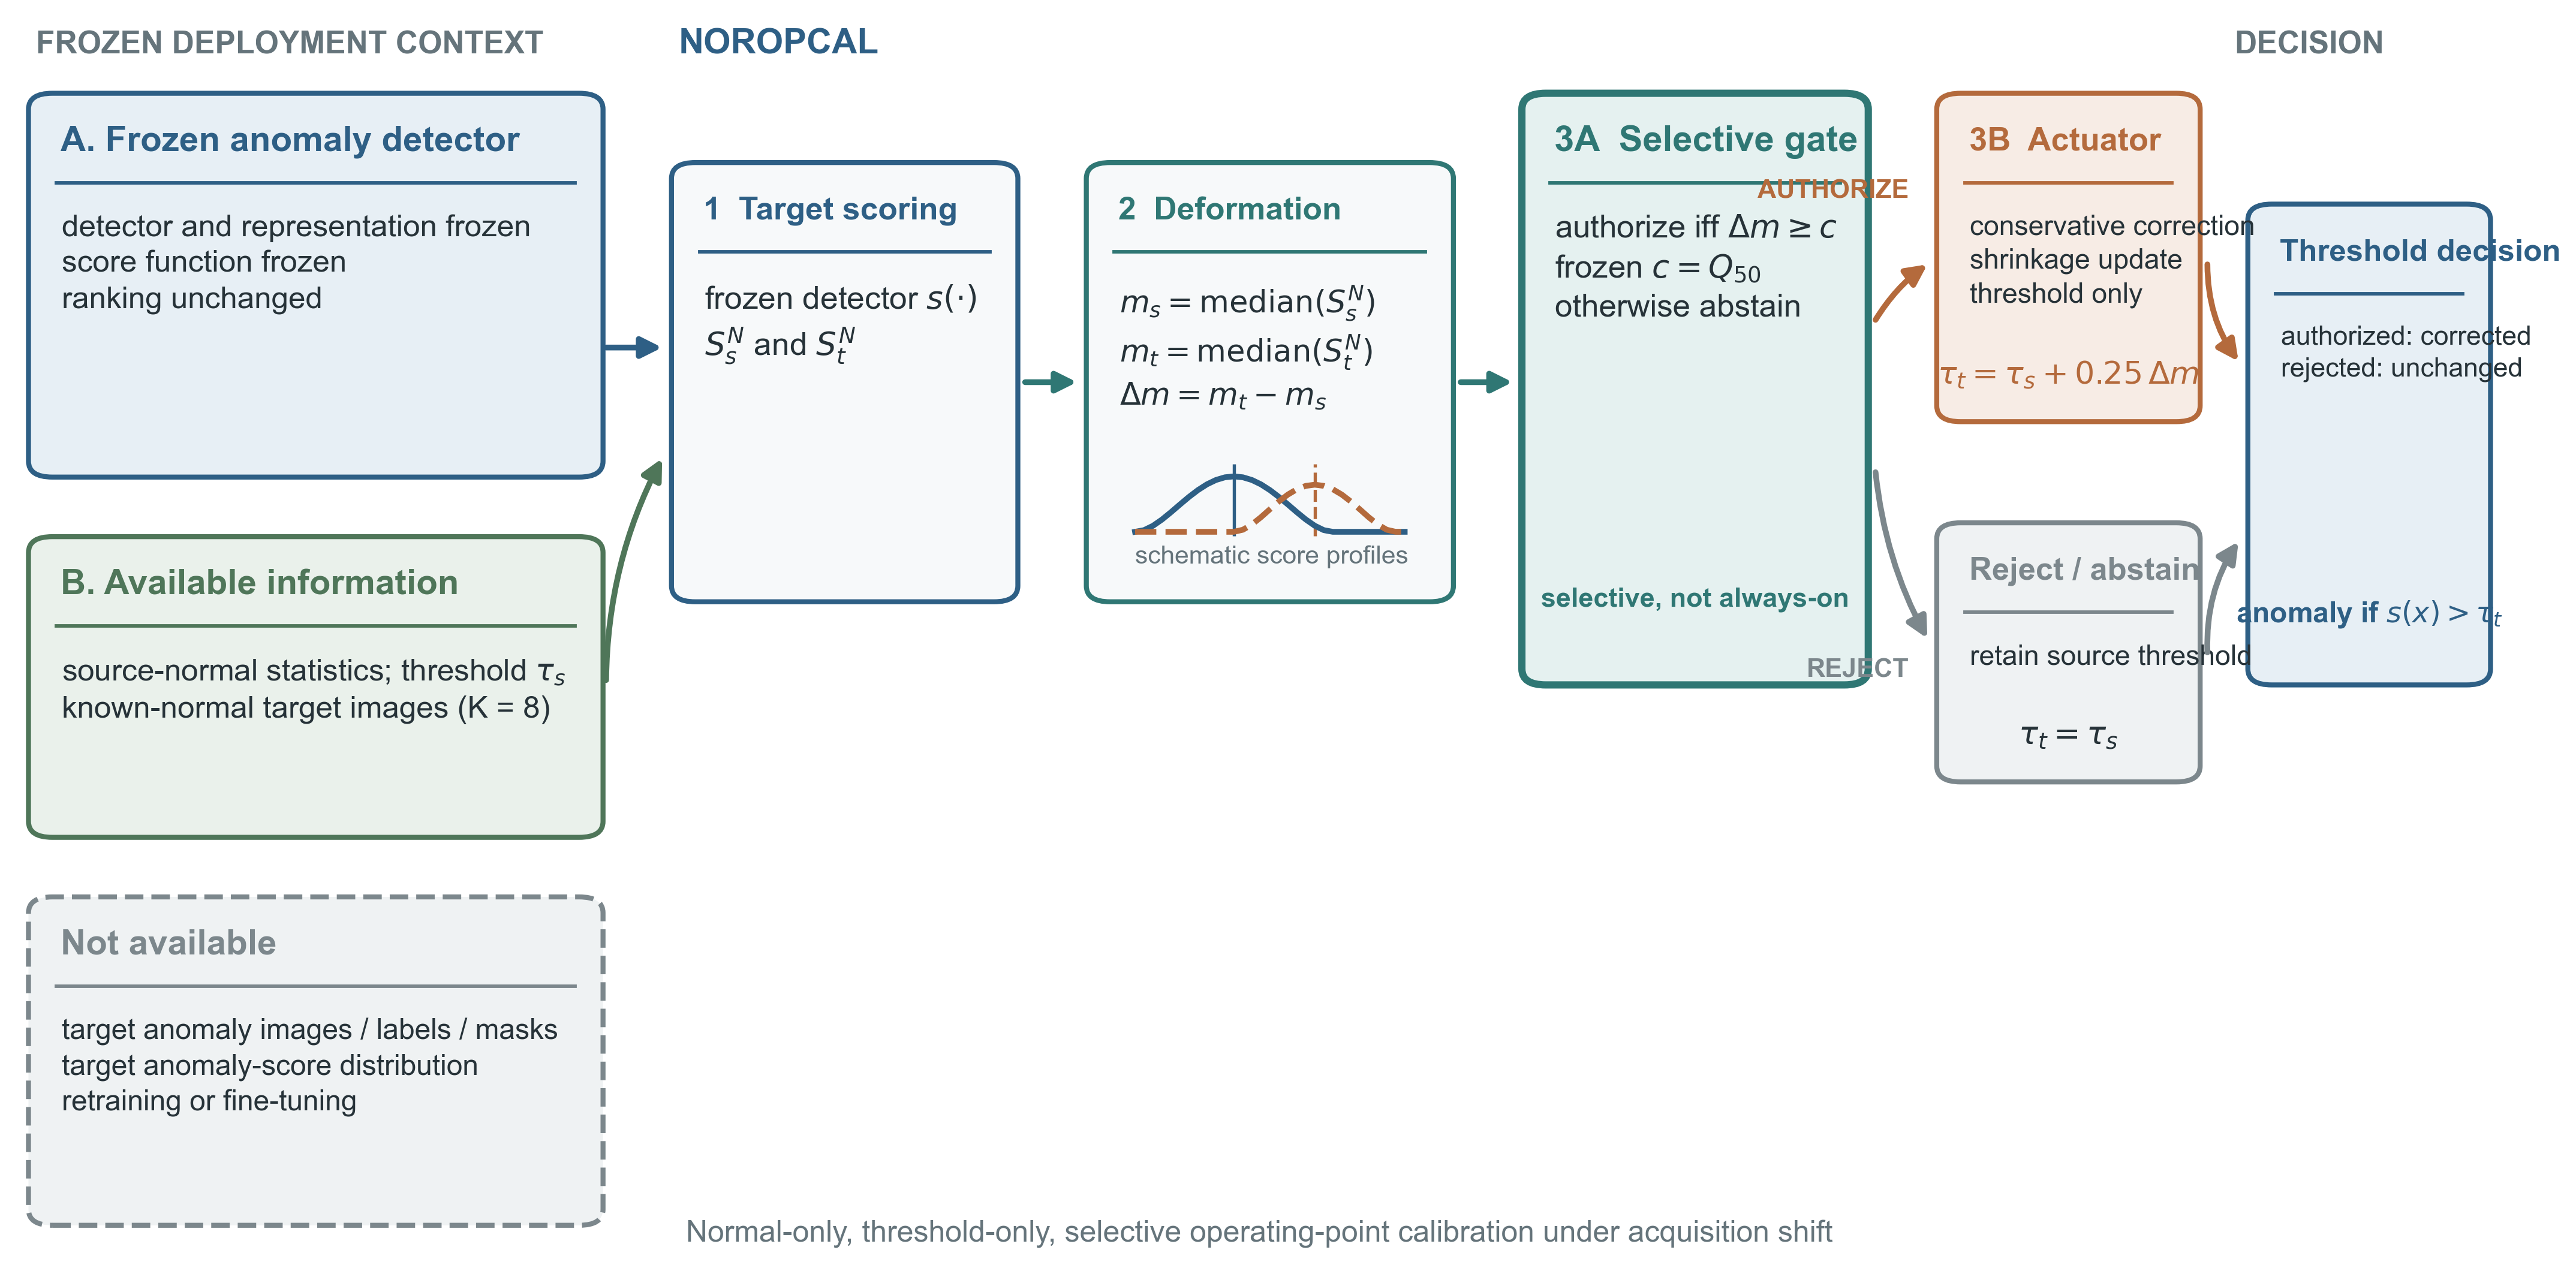 FROZEN DEPLOYMENT CONTEXT
NOROPCAL
DECISION
A. Frozen anomaly detector
detector and representation frozen
score function frozen
ranking unchanged
B. Available information
source-normal statistics; threshold τ_s
known-normal target images (K = 8)
Not available
target anomaly images / labels / masks
target anomaly-score distribution
retraining or fine-tuning
1 Target scoring
frozen detector s(·)
S_s^N and S_t^N
2 Deformation
m_s = median(S_s^N)
m_t = median(S_t^N)
Δm = m_t − m_s
schematic score profiles
3A Selective gate
authorize iff Δm ≥ c
frozen c = Q_50
otherwise abstain
selective, not always-on
AUTHORIZE
REJECT
3B Actuator
conservative correction
shrinkage update
threshold only
τ_t = τ_s + 0.25 Δm
Reject / abstain
retain source threshold
τ_t = τ_s
Threshold decision
authorized: corrected
rejected: unchanged
anomaly if s(x) > τ_t
Normal-only, threshold-only, selective operating-point calibration under acquisition shift